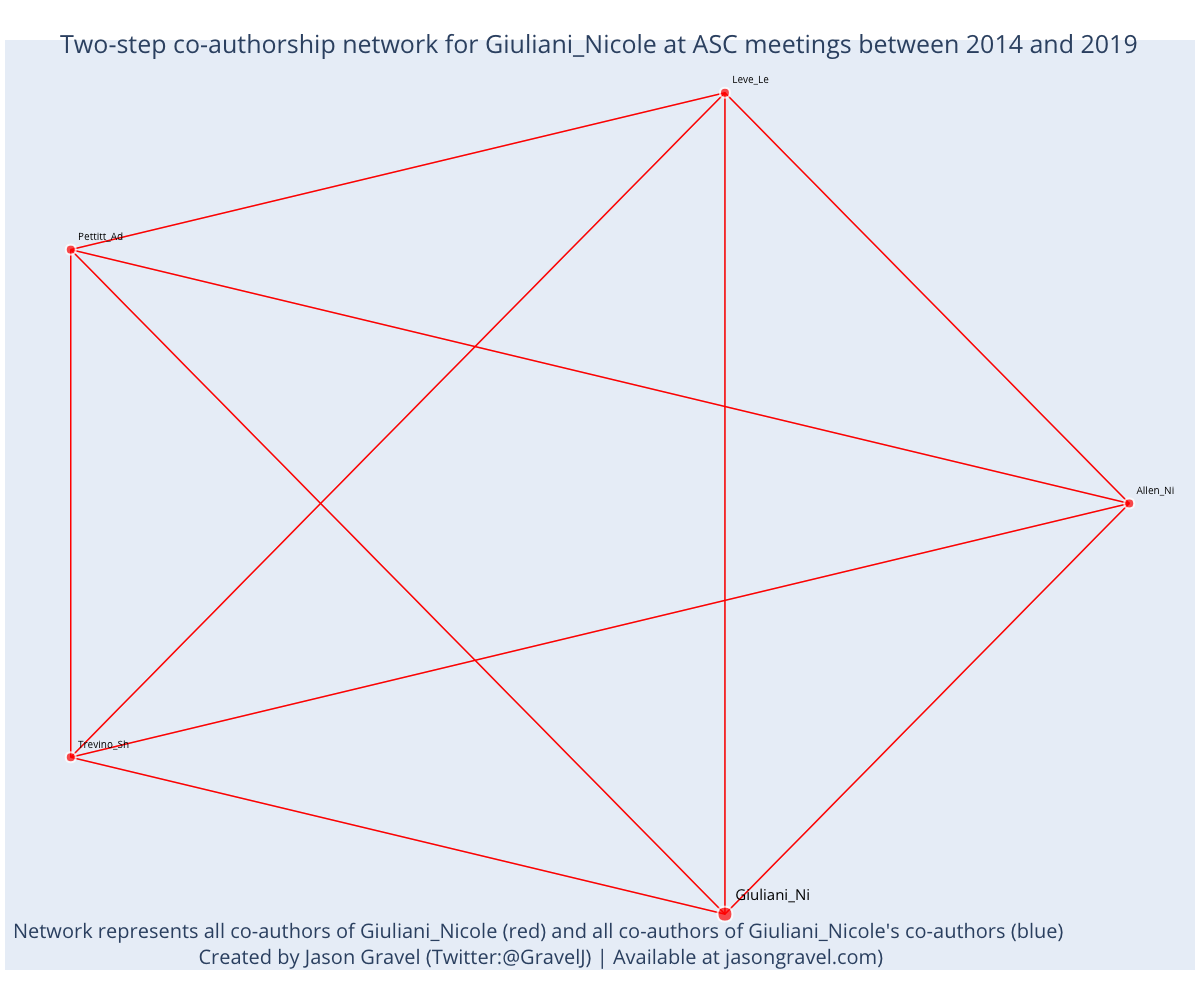 Two-step co-authorship network for Giuliani_Nicole at ASC meetings between 2014 and 2019
Leve_Le
Pettitt_Ad
Allen_Ni
Trevino_Sh
Giuliani_Ni
Network represents all co-authors of Giuliani_Nicole (red) and all co-authors of Giuliani_Nicole's co-authors (blue)
Created by Jason Gravel (Twitter:@GravelJ) | Available at jasongravel.com)